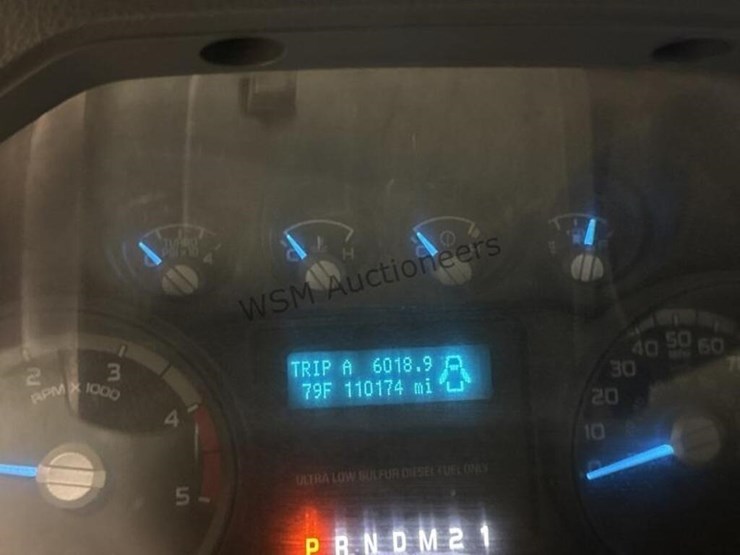 C H
C
WSM Auctioneers
TRIP A 6018.9
79F 110174 mi
2 3 4 5
RPM X 1000
0 10 20 30 40 50 60
ULTRA LOW SULFUR DIESEL FUEL ONLY
P R N D M 2 1